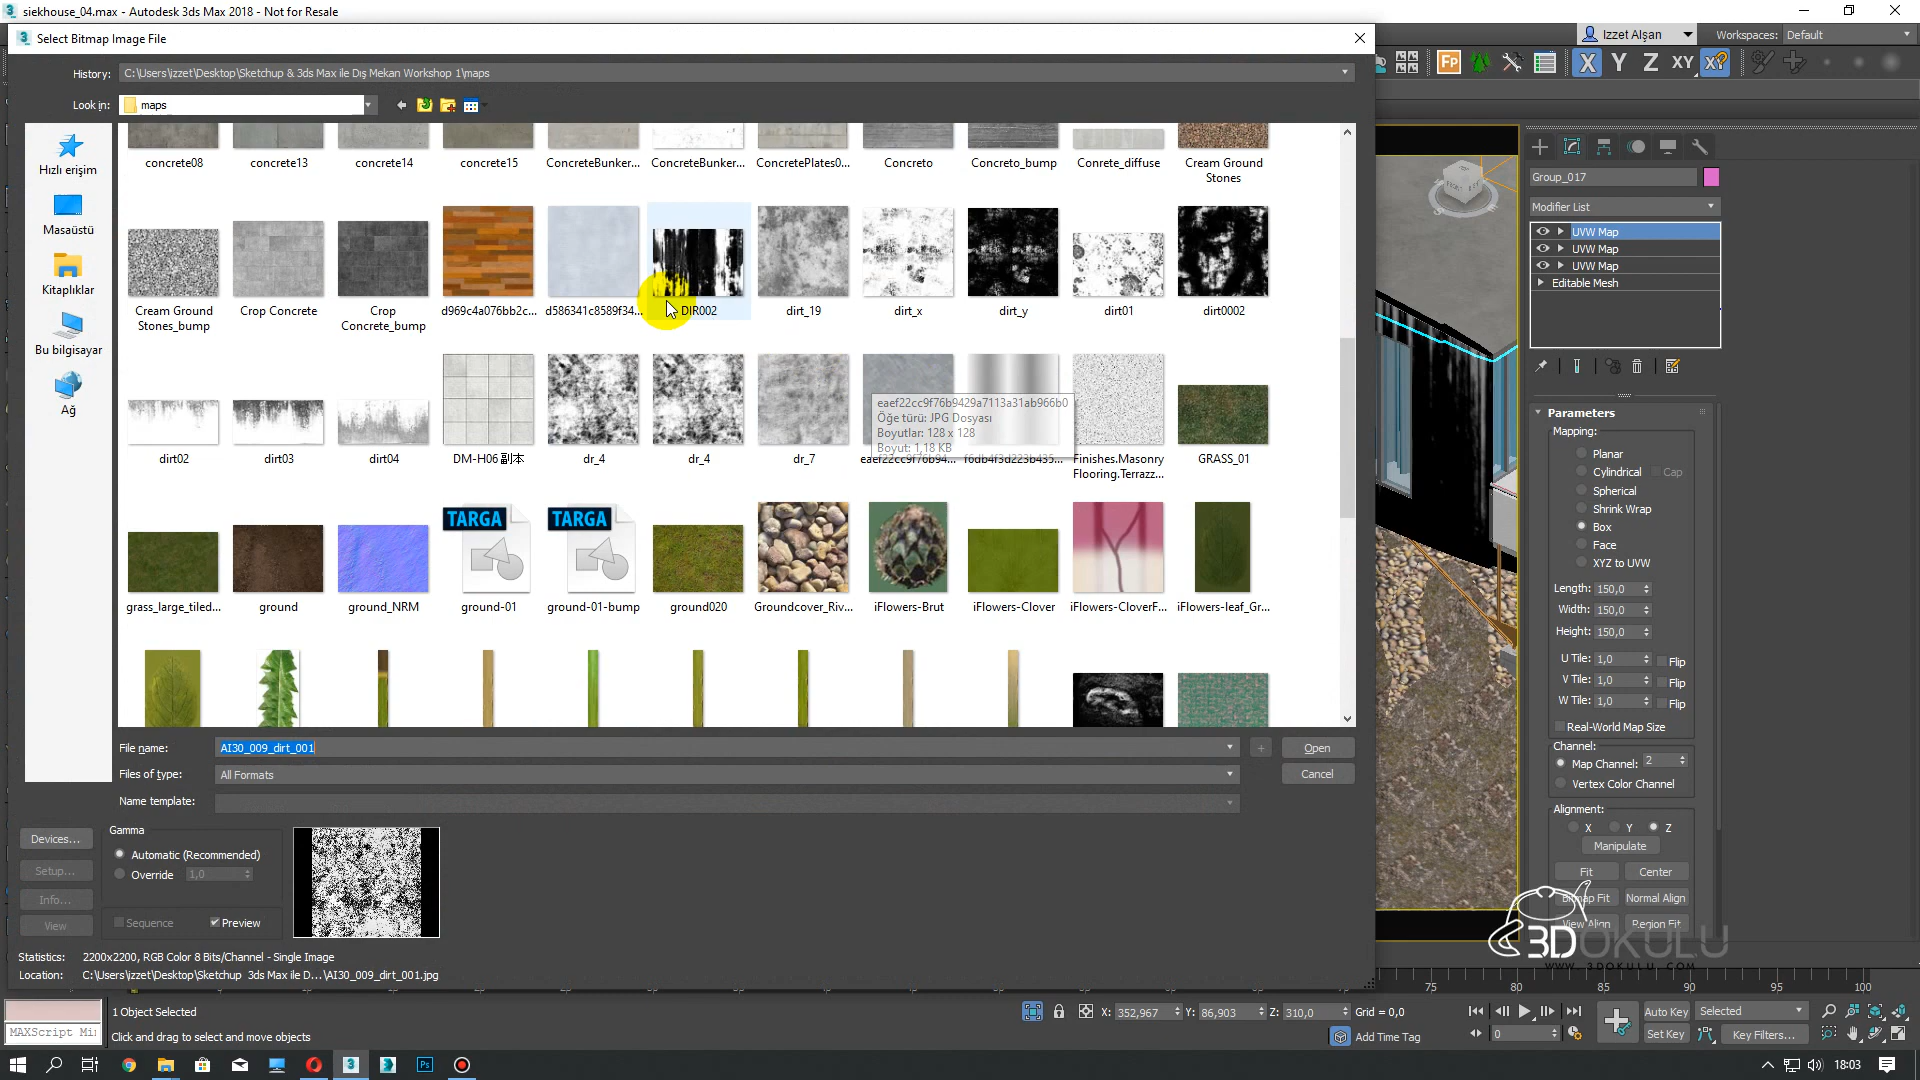 siekhouse_04.max - Autodesk 3ds Max 2018 - Not for Resale
Select Bitmap Image File
Izzet Alşan
Workspaces: Default
History: C:\Users\izzet\Desktop\Sketchup & 3ds Max ile Dış Mekan Workshop 1\maps
Look in: maps
X Y Z XY
Hızlı erişim
Masaüstü
Kitaplıklar
Bu bilgisayar
Ağ
concrete08 concrete13 concrete14 concrete15 ConcreteBunker... ConcreteBunker... ConcretePlates0... Concreto Concreto_bump Conrete_diffuse Cream Ground Stones
Cream Ground Stones_bump Crop Concrete Crop Concrete_bump d969c4a076bb2c... d586341c8589f34... DIR002 dirt_19 dirt_x dirt_y dirt01 dirt0002
dirt02 dirt03 dirt04 DM-H06 副本 dr_4 dr_4 dr_7 eaef22cc9f76b94... f6db4f3d223b435... Finishes.Masonry Flooring.Terrazz... GRASS_01
eaef22cc9f76b9429a7113a31ab966b0
Öğe türü: JPG Dosyası
Boyutlar: 128 x 128
Boyut: 1,18 KB
TARGA TARGA
grass_large_tiled... ground ground_NRM ground-01 ground-01-bump ground020 Groundcover_Riv... iFlowers-Brut iFlowers-Clover iFlowers-CloverF... iFlowers-leaf_Gr...
File name: AI30_009_dirt_001
Open
Files of type: All Formats
Cancel
Name template:
Devices...
Setup...
Info...
View
Gamma
Automatic (Recommended)
Override 1,0
Sequence
Preview
Statistics: 2200x2200, RGB Color 8 Bits/Channel - Single Image
Location: C:\Users\izzet\Desktop\Sketchup 3ds Max ile D...\AI30_009_dirt_001.jpg
Group_017
Modifier List
UVW Map
UVW Map
UVW Map
Editable Mesh
Parameters
Mapping:
Planar
Cylindrical Cap
Spherical
Shrink Wrap
Box
Face
XYZ to UVW
Length: 150,0
Width: 150,0
Height: 150,0
U Tile: 1,0 Flip
V Tile: 1,0 Flip
W Tile: 1,0 Flip
Real-World Map Size
Channel:
Map Channel: 2
Vertex Color Channel
Alignment:
X Y Z
Manipulate
Fit Center
Bitmap Fit Normal Align
View Align Region Fit
3DOKULU
WWW.3DOKULU.COM
75 80 85 90 95 100
MAXScript Mi
1 Object Selected
Click and drag to select and move objects
X: 352,967 Y: 86,903 Z: 310,0 Grid = 0,0
Add Time Tag
0
Auto Key Selected
Set Key Key Filters...
18:03